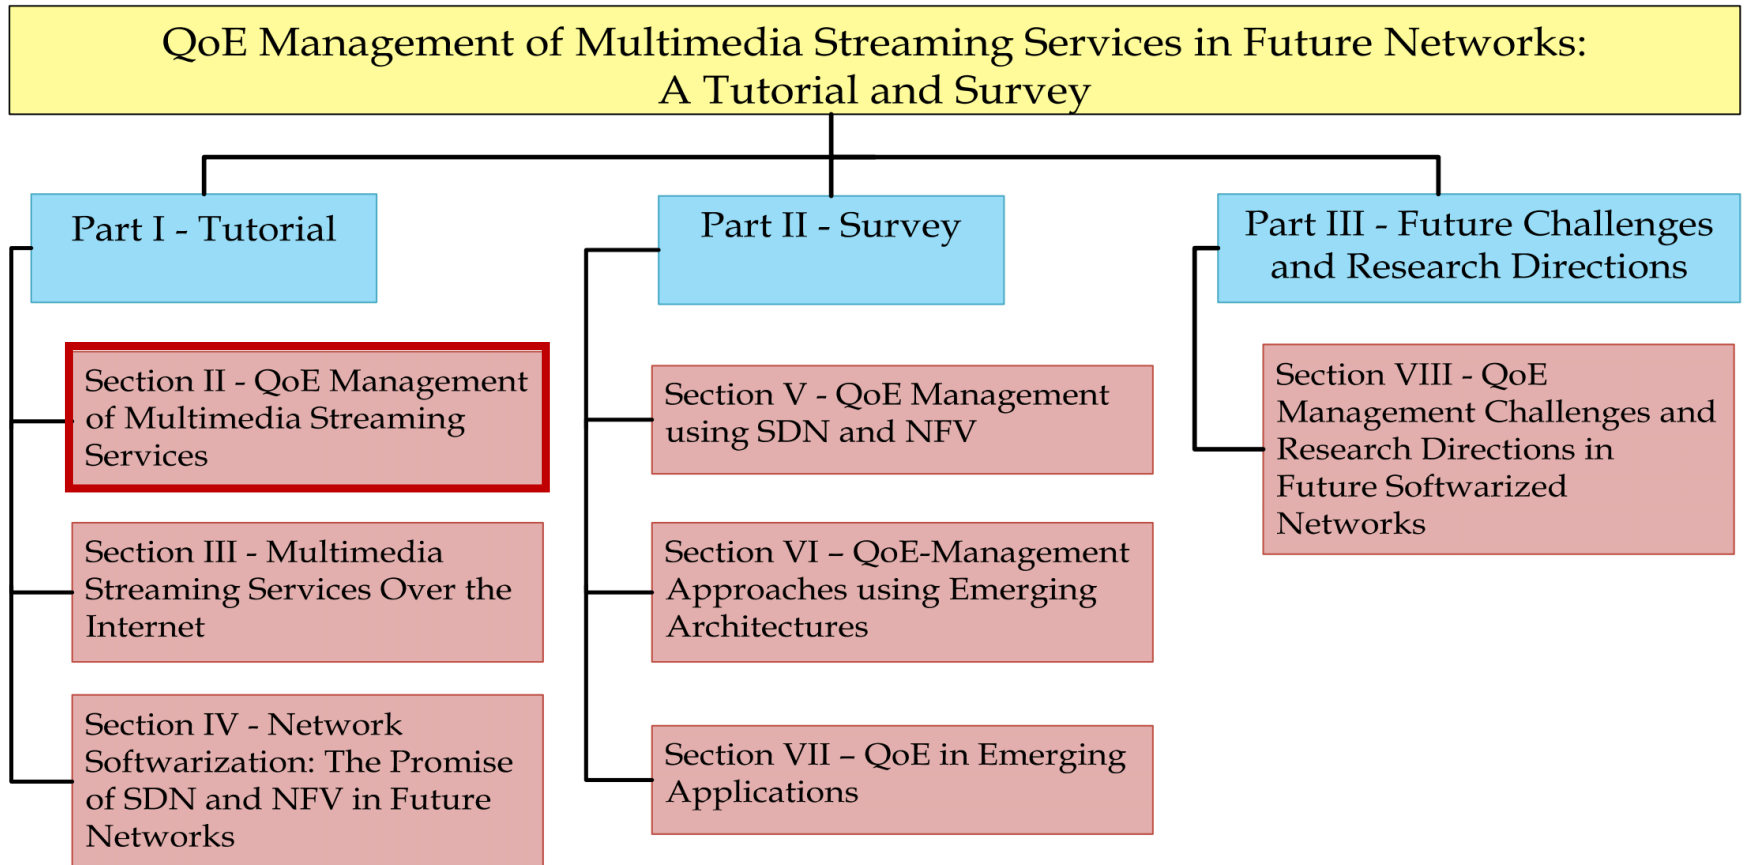 QoE Management of Multimedia Streaming Services in Future Networks:
A Tutorial and Survey
Part I - Tutorial
Section II - QoE Management
of Multimedia Streaming
Services
Section III - Multimedia
Streaming Services Over the
Internet
Section IV - Network
Softwarization: The Promise
of SDN and NFV in Future
Networks
Part II - Survey
Section V - QoE Management
using SDN and NFV
Section VI – QoE-Management
Approaches using Emerging
Architectures
Section VII – QoE in Emerging
Applications
Part III - Future Challenges
and Research Directions
Section VIII - QoE
Management Challenges and
Research Directions in
Future Softwarized
Networks